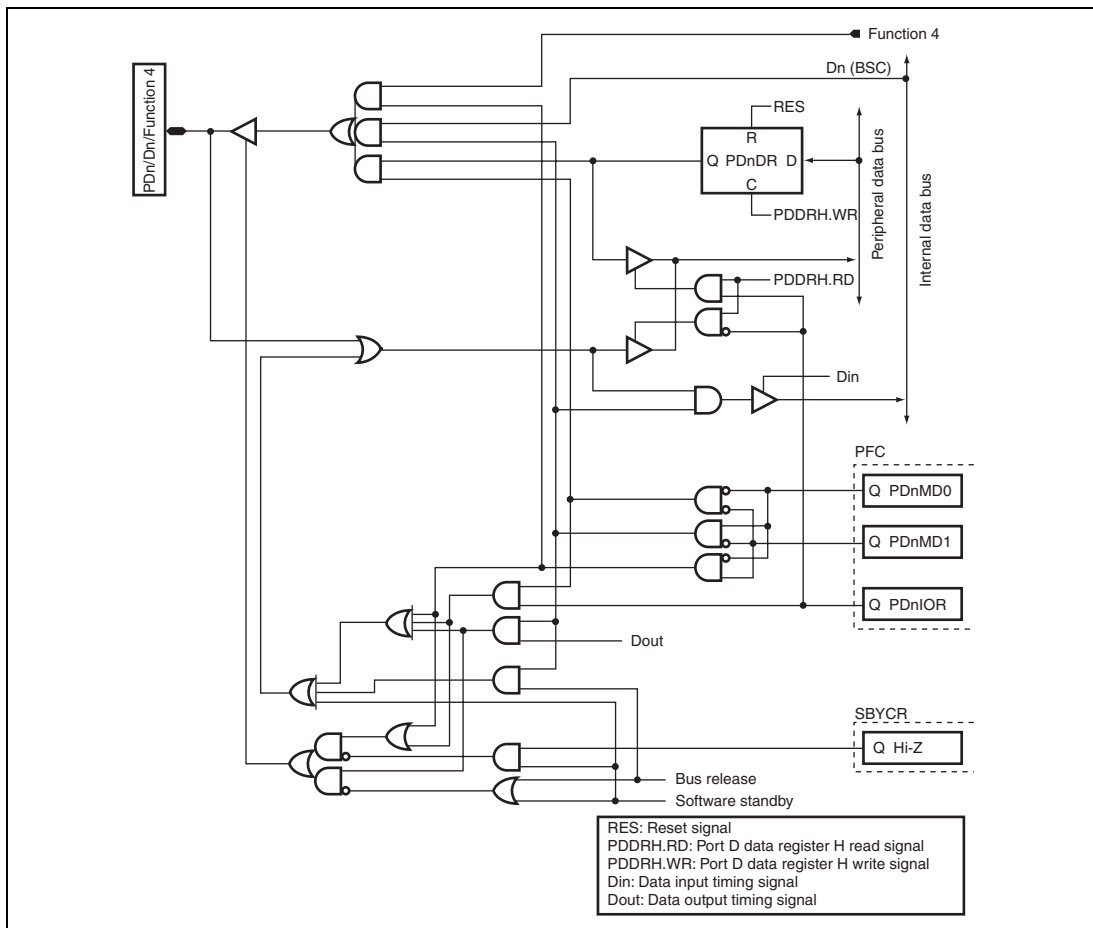 Function 4
Dn (BSC)
PDn/Dn/Function 4
RES
R
Q PDnDR D
C
PDDRH.WR
Peripheral data bus
Internal data bus
PDDRH.RD
Din
PFC
Q PDnMD0
Q PDnMD1
Q PDnIOR
Dout
SBYCR
Q Hi-Z
Bus release
Software standby
RES: Reset signal
PDDRH.RD: Port D data register H read signal
PDDRH.WR: Port D data register H write signal
Din: Data input timing signal
Dout: Data output timing signal